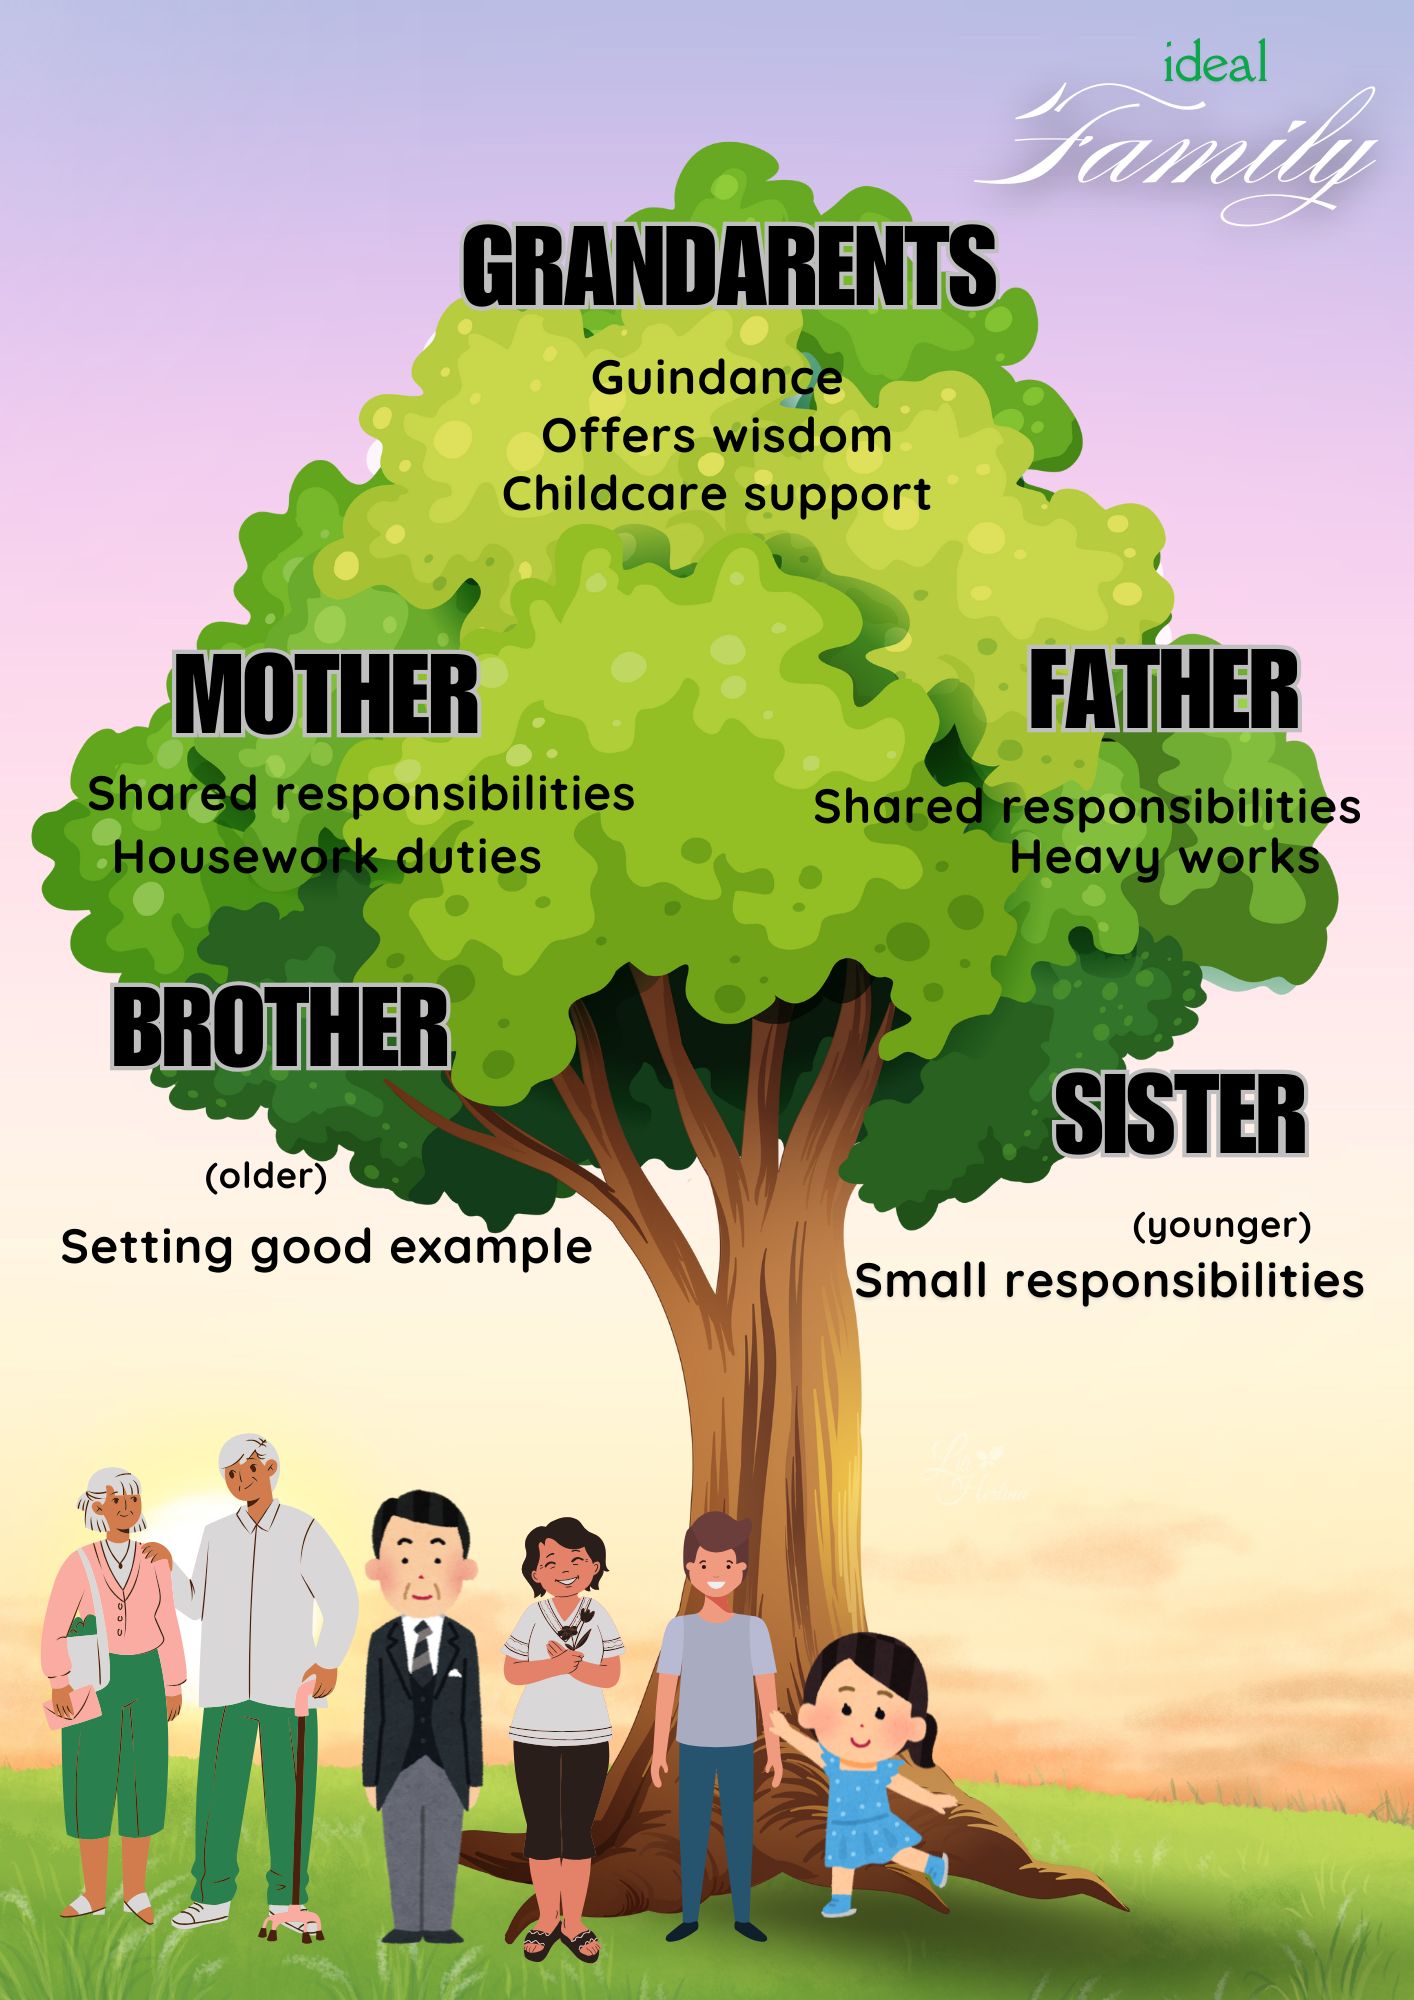 ideal
Family
GRANDARENTS
Guindance
Offers wisdom
Childcare support
MOTHER
Shared responsibilities
Housework duties
FATHER
Shared responsibilities
Heavy works
BROTHER
(older)
Setting good example
SISTER
(younger)
Small responsibilities